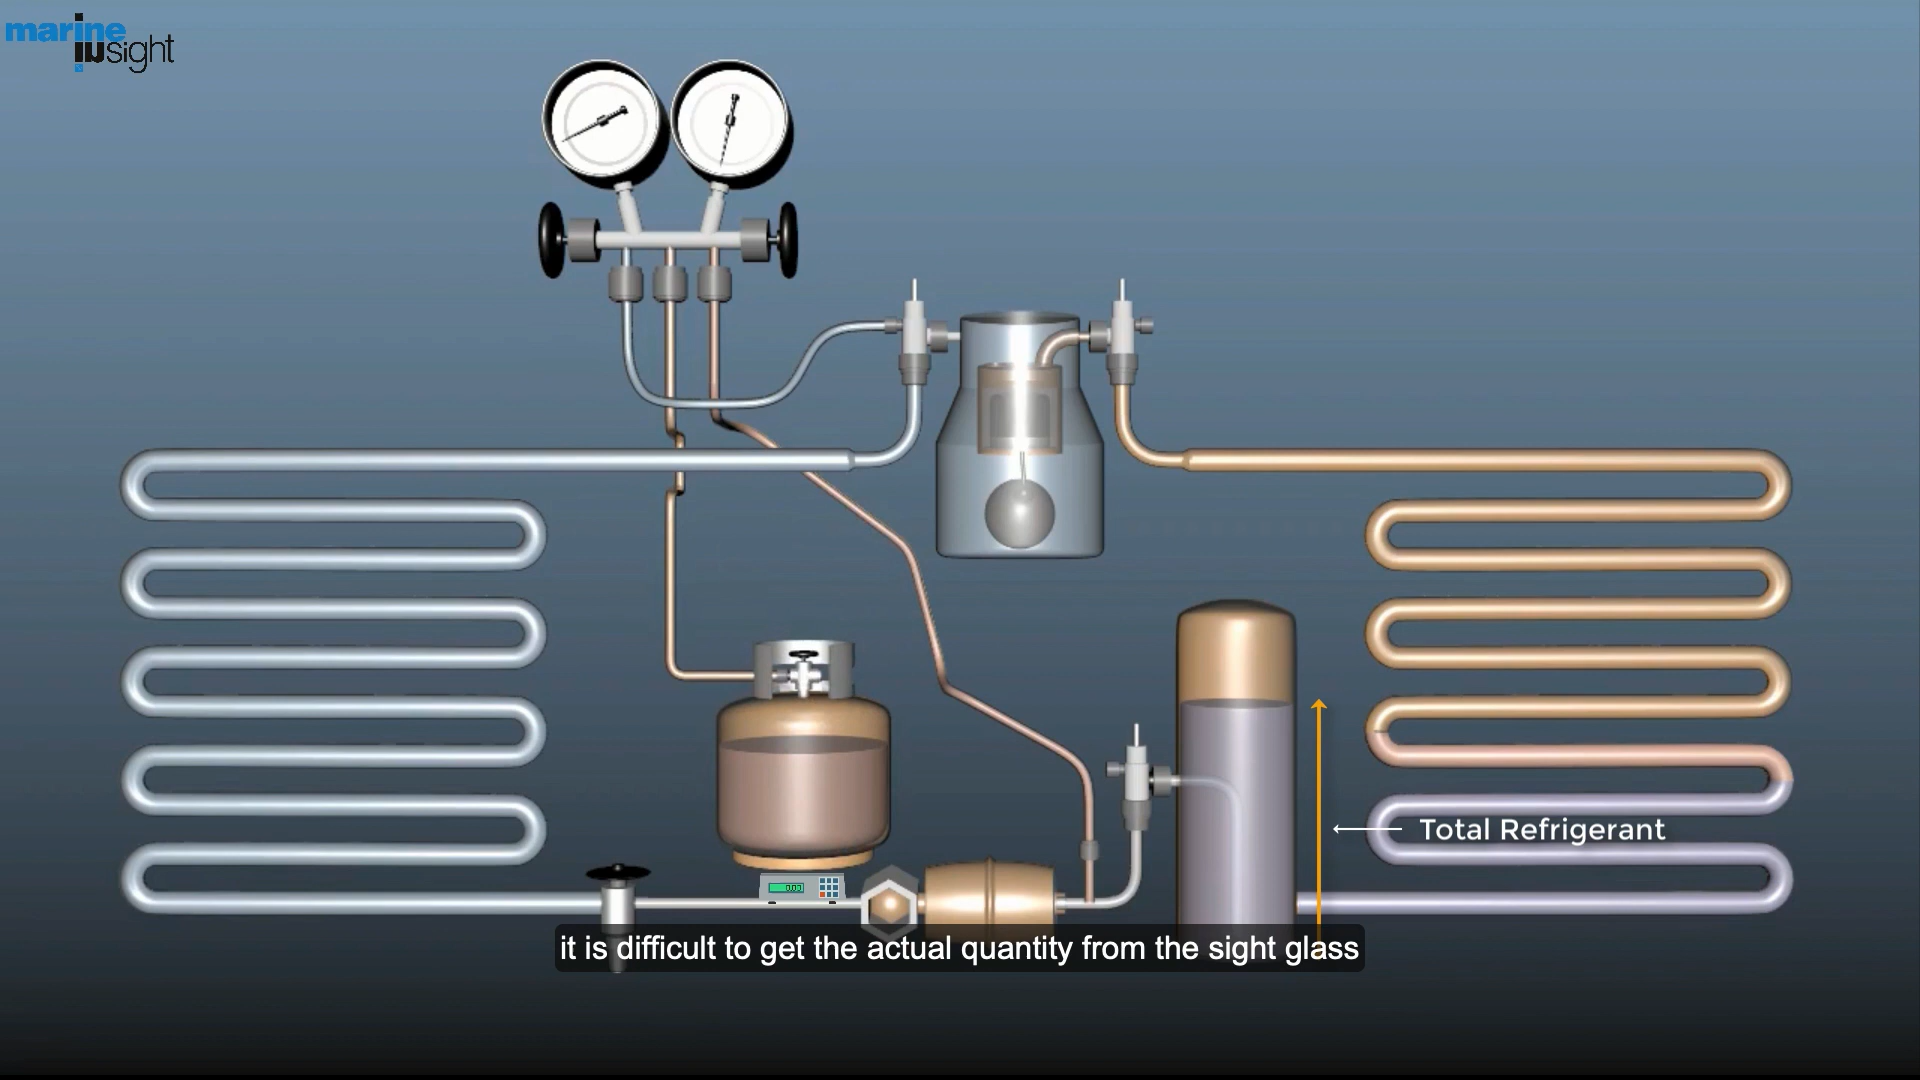 marine
insight
Total Refrigerant
it is difficult to get the actual quantity from the sight glass